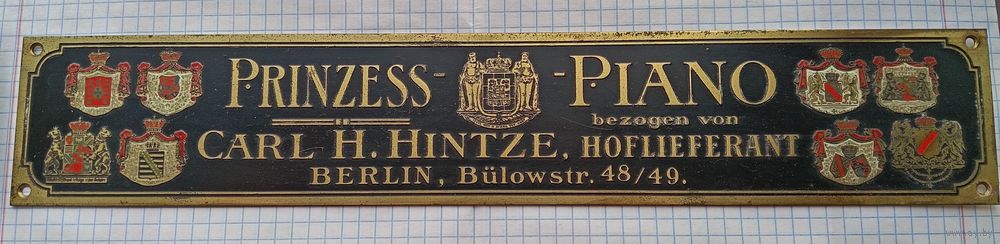 PRINZESS - - PIANO
bezogen von
CARL H. HINTZE, HOFLIEFERANT
BERLIN, Bülowstr. 48/49.